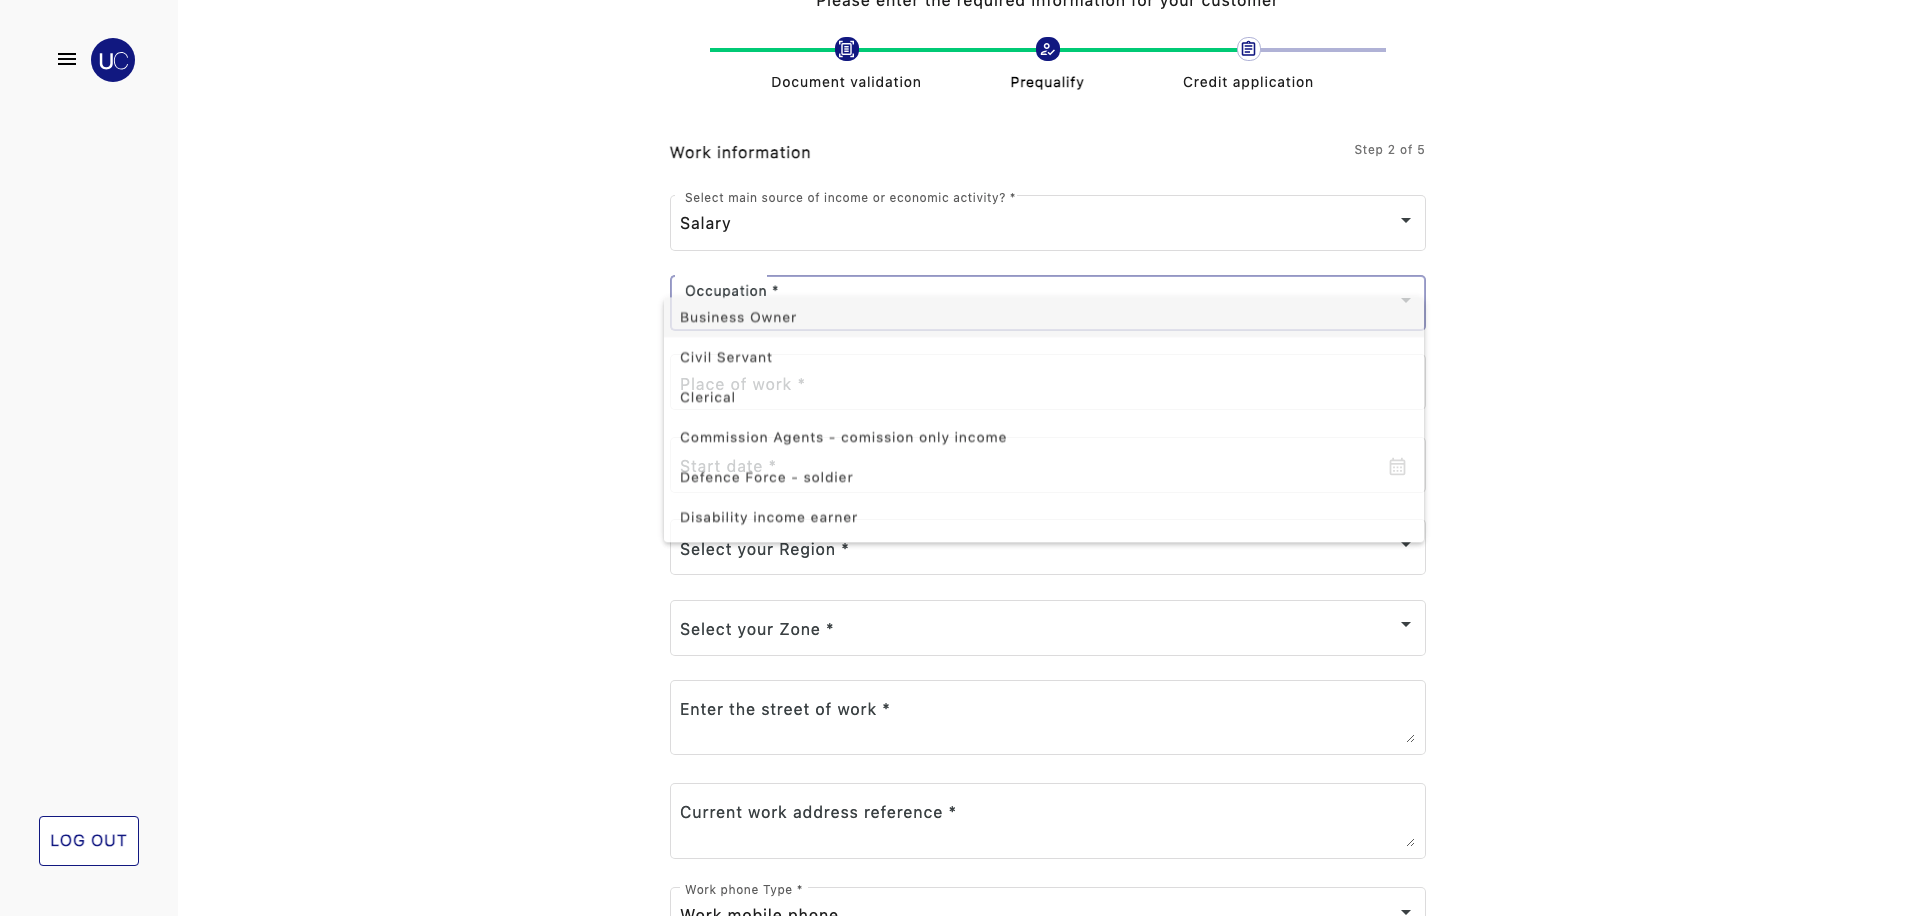 Please enter the required information for your customer
UC
Document validation
Prequalify
Credit application
Work information
Step 2 of 5
Select main source of income or economic activity? *
Salary
Occupation *
Business Owner
Civil Servant
Place of work *
Clerical
Commission Agents - comission only income
Start date *
Defence Force - soldier
Disability income earner
Select your Region *
Select your Zone *
Enter the street of work *
Current work address reference *
LOG OUT
Work phone Type *
Work mobile phone